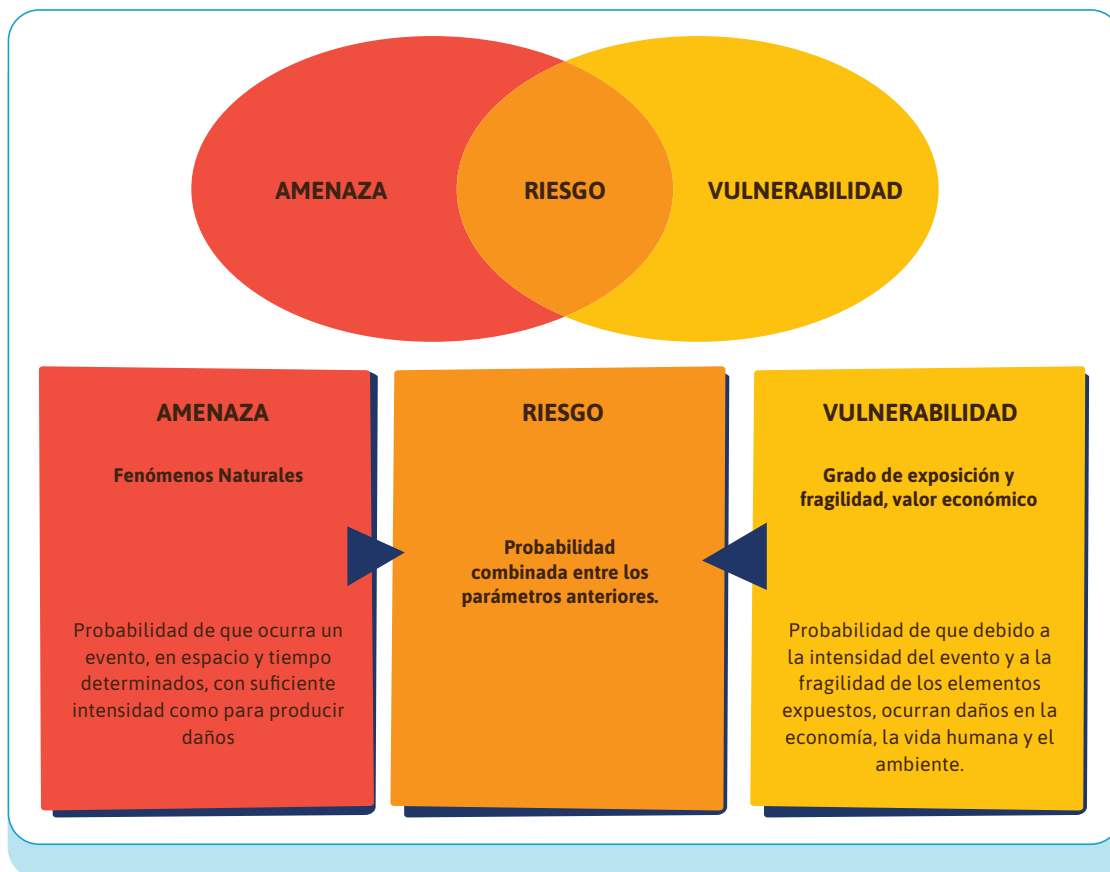 AMENAZA
RIESGO
VULNERABILIDAD
AMENAZA
Fenómenos Naturales
Probabilidad de que ocurra un
evento, en espacio y tiempo
determinados, con suficiente
intensidad como para producir
daños
RIESGO
Probabilidad
combinada entre los
parámetros anteriores.
VULNERABILIDAD
Grado de exposición y
fragilidad, valor económico
Probabilidad de que debido a
la intensidad del evento y a la
fragilidad de los elementos
expuestos, ocurran daños en la
economía, la vida humana y el
ambiente.